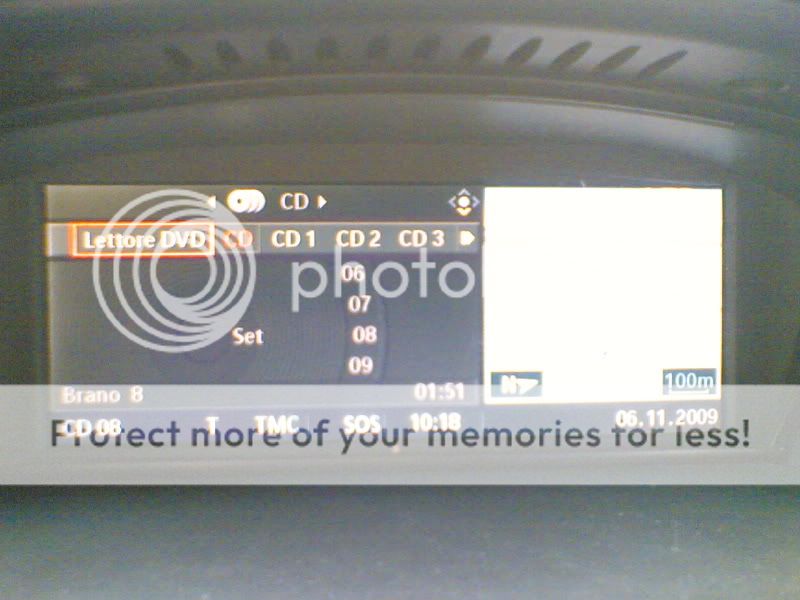 CD
Lettore DVD CD CD 1 CD 2 CD 3
06
07
Set 08
09
Brano 8 01:51
N 100m
CD 08 T TMC SOS 10:18 06.11.2009
photo
Protect more of your memories for less!